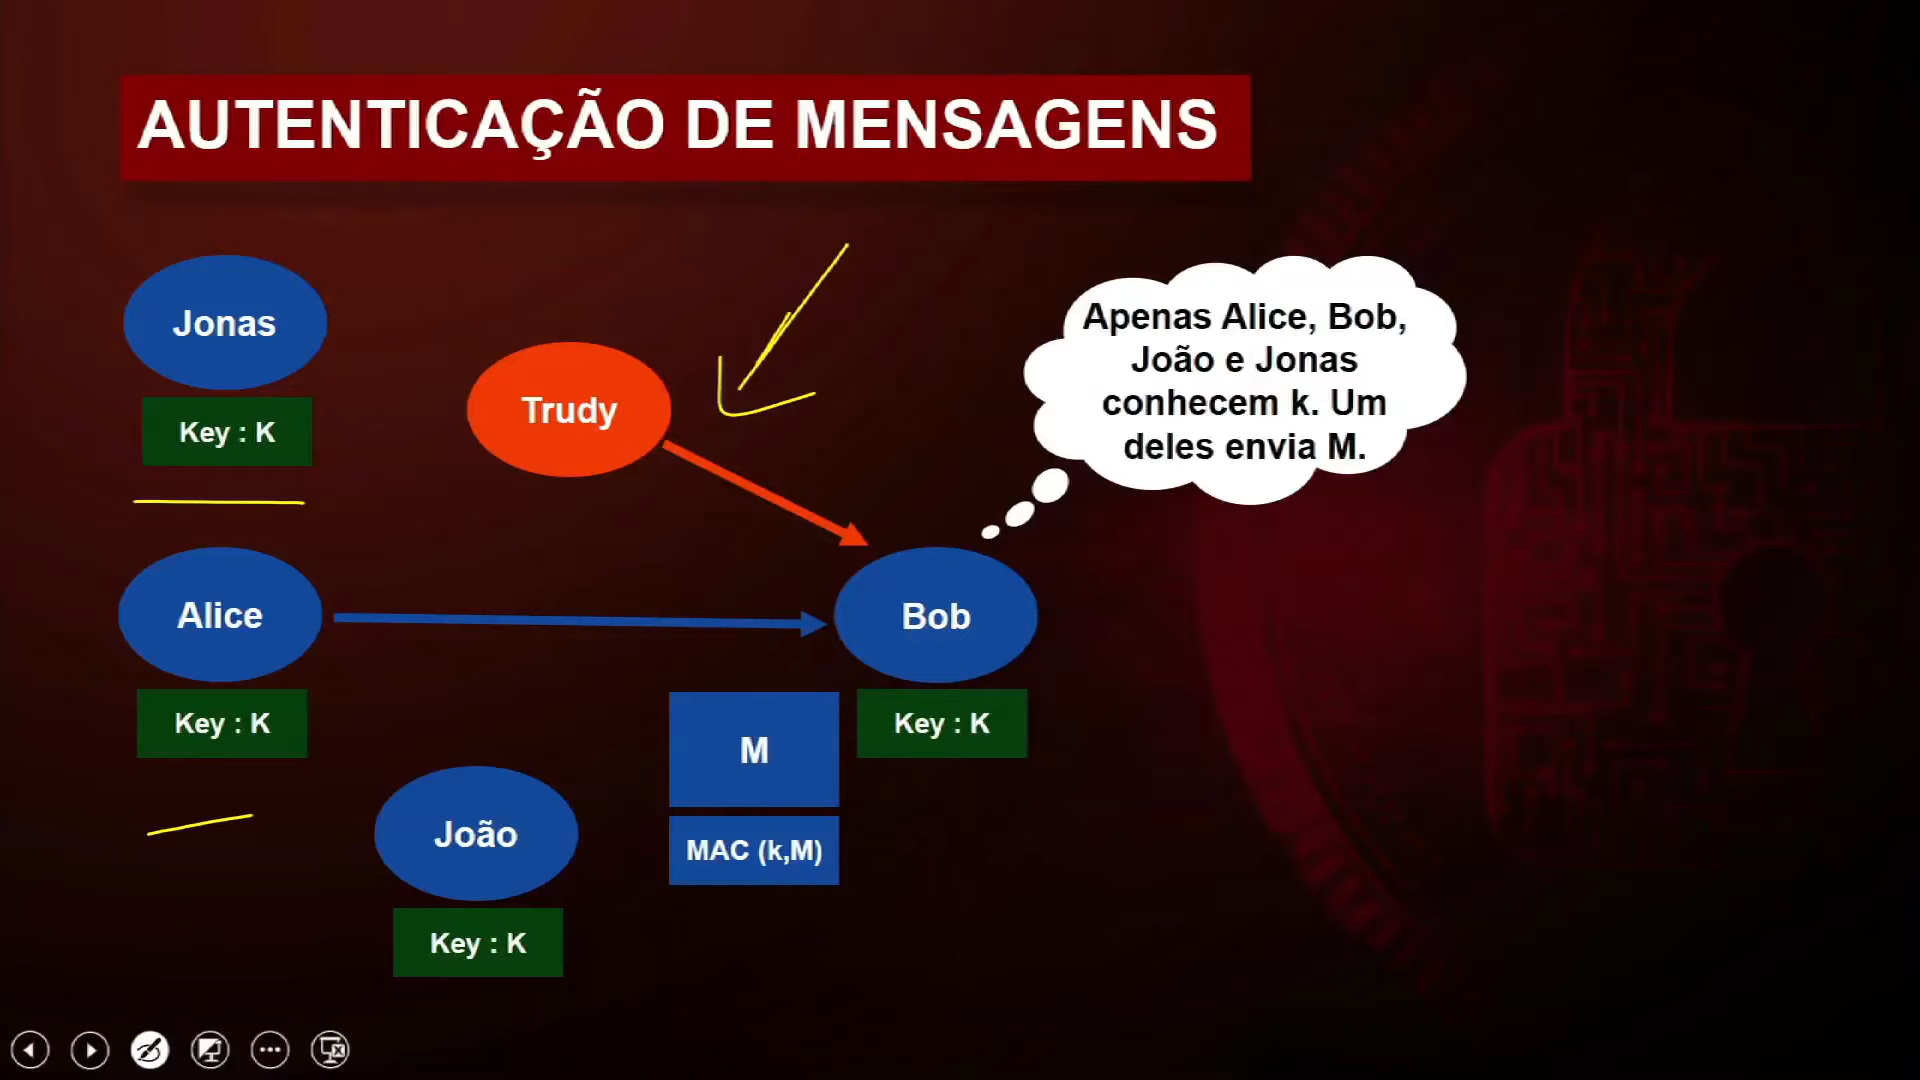 AUTENTICAÇÃO DE MENSAGENS
Jonas
Key : K
Trudy
Apenas Alice, Bob,
João e Jonas
conhecem k. Um
deles envia M.
Alice
Key : K
Bob
Key : K
M
MAC (k,M)
João
Key : K